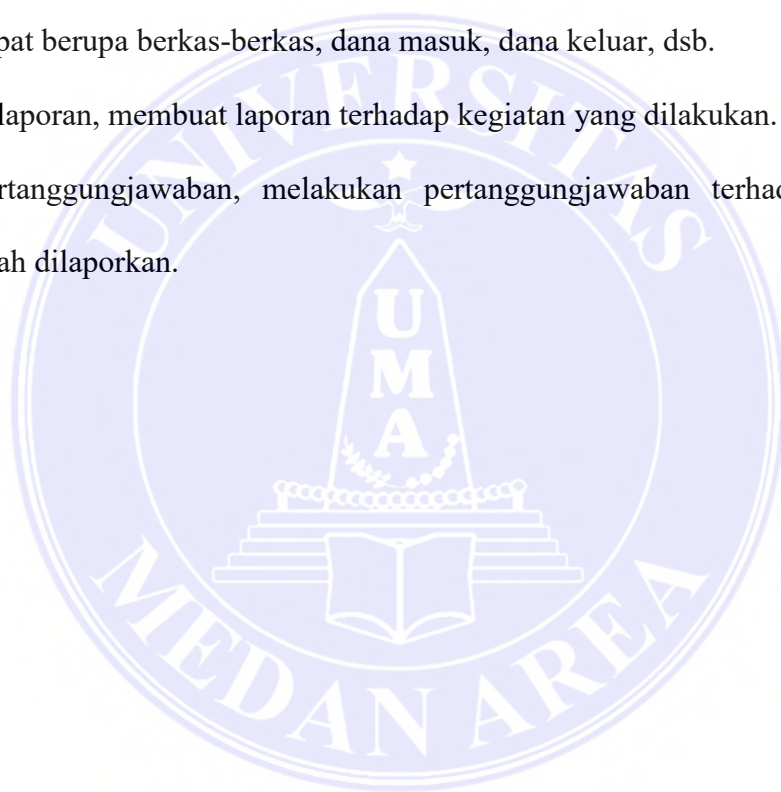 pat berupa berkas-berkas, dana masuk, dana keluar, dsb.
laporan, membuat laporan terhadap kegiatan yang dilakukan.
rtanggungjawaban, melakukan pertanggungjawaban terhad
ah dilaporkan.
UNIVERSITAS
UMA
MEDAN AREA